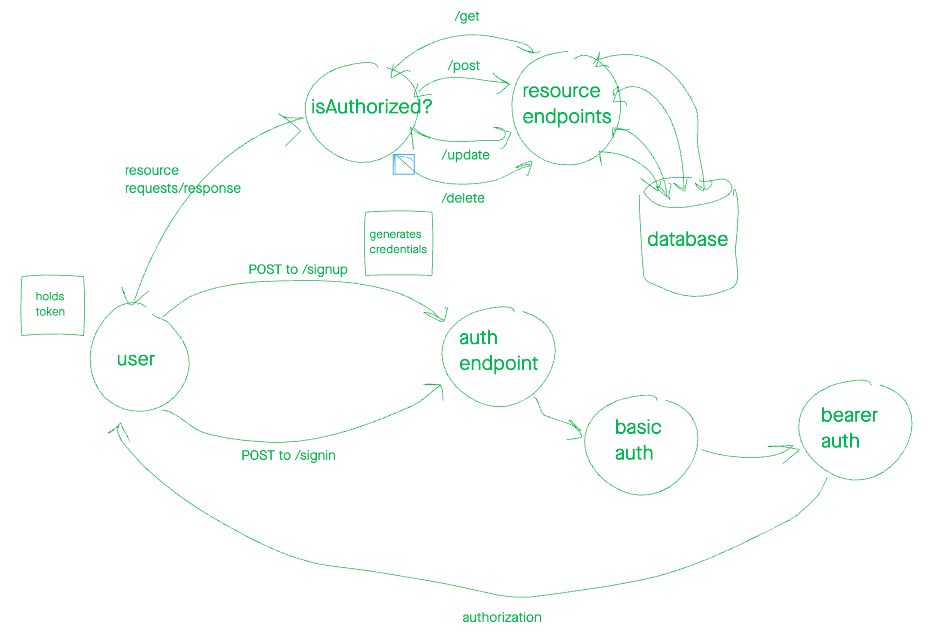 /get
/post
isAuthorized?
resource
endpoints
/update
/delete
resource
requests/response
generates
credentials
database
POST to /signup
holds
token
user
auth
endpoint
basic
auth
bearer
auth
POST to /signin
authorization